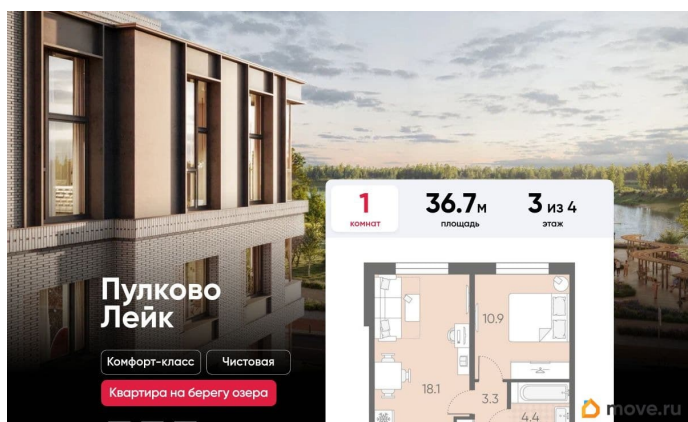 1
комнат
36.7м
площадь
3 из 4
этаж
Пулково
Лейк
Комфорт-класс
Чистовая
Квартира на берегу озера
10.9
18.1
3.3
4.4
move.ru